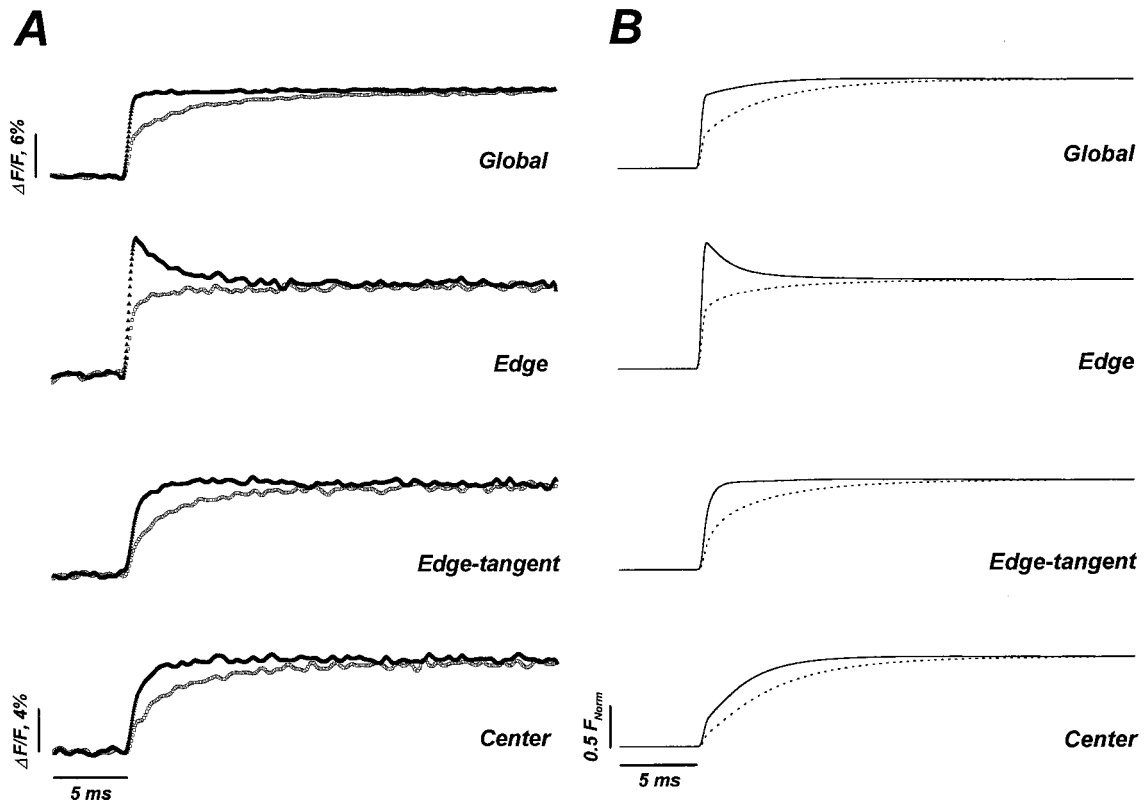 A
B
ΔF/F, 6%
Global
Global
Edge
Edge
Edge-tangent
Edge-tangent
ΔF/F, 4%
0.5 FNorm
Center
Center
5 ms
5 ms